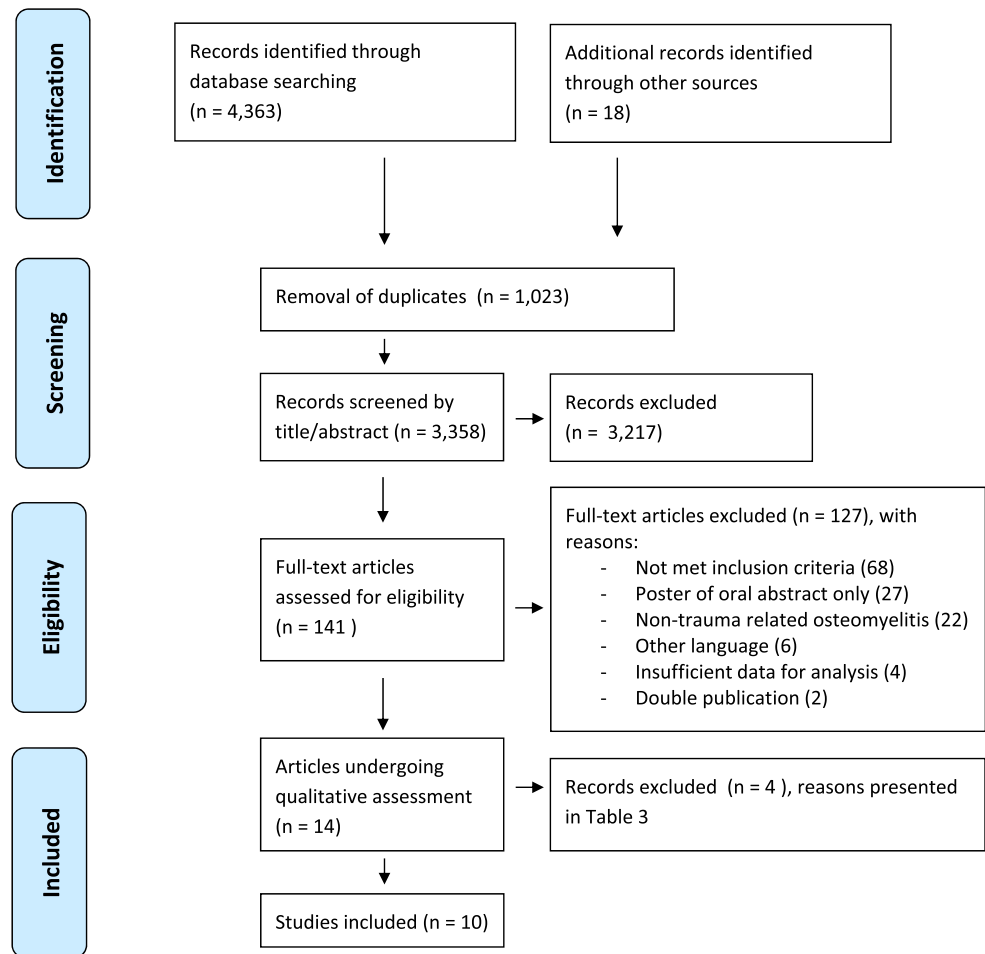 Identification
Records identified through
database searching
(n = 4,363)
Additional records identified
through other sources
(n = 18)
Screening
Removal of duplicates (n = 1,023)
Records screened by
title/abstract (n = 3,358)
Records excluded
(n = 3,217)
Eligibility
Full-text articles
assessed for eligibility
(n = 141 )
Full-text articles excluded (n = 127), with
reasons:
- Not met inclusion criteria (68)
- Poster of oral abstract only (27)
- Non-trauma related osteomyelitis (22)
- Other language (6)
- Insufficient data for analysis (4)
- Double publication (2)
Included
Articles undergoing
qualitative assessment
(n = 14)
Records excluded (n = 4 ), reasons presented
in Table 3
Studies included (n = 10)